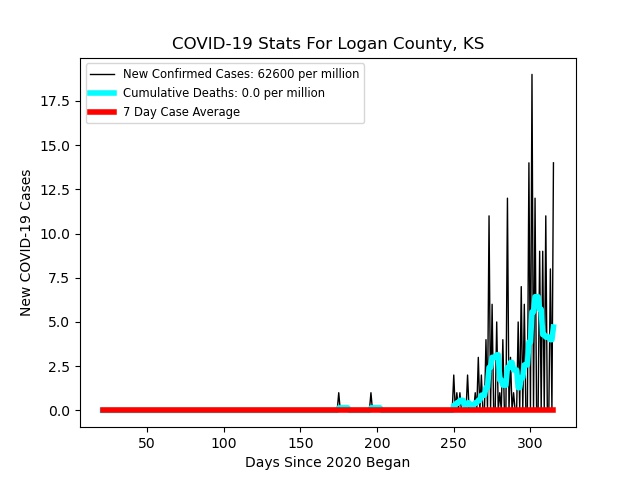 COVID-19 Stats For Logan County, KS
New Confirmed Cases: 62600 per million
Cumulative Deaths: 0.0 per million
7 Day Case Average
17.5
15.0
12.5
10.0
7.5
5.0
2.5
0.0
New COVID-19 Cases
50 100 150 200 250 300
Days Since 2020 Began